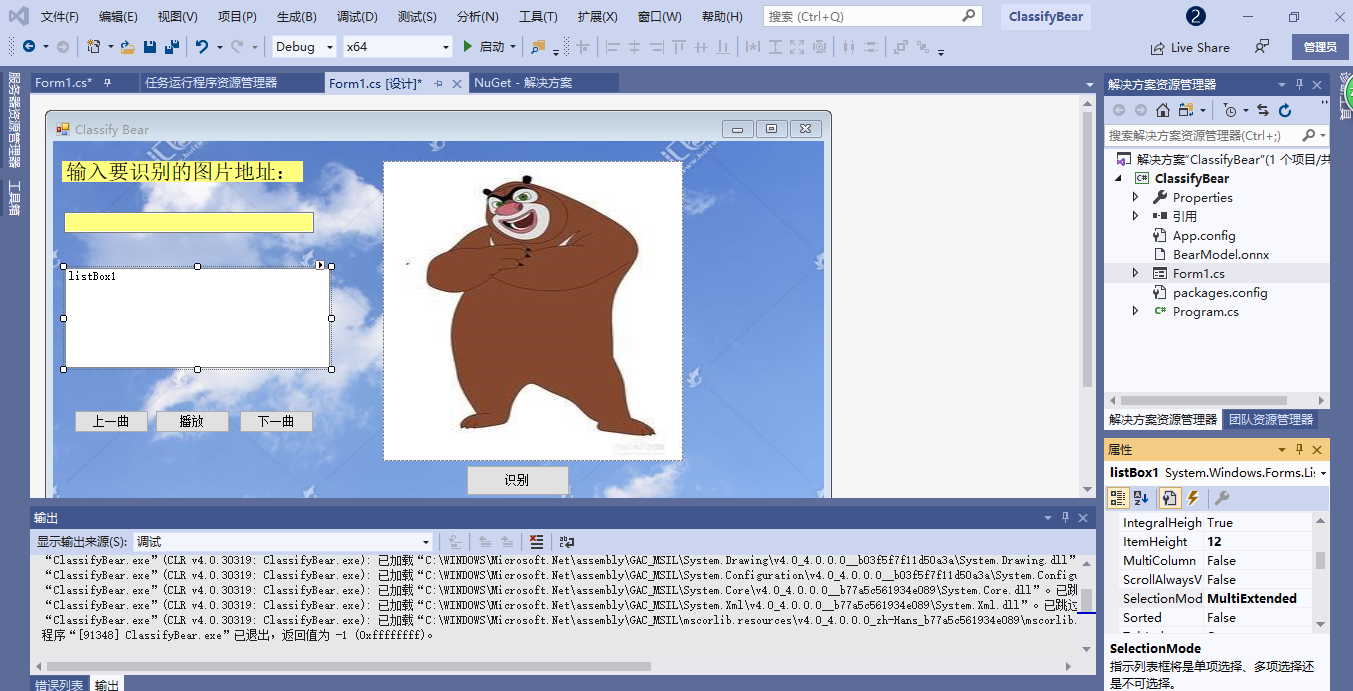 文件(F) 编辑(E) 视图(V) 项目(P) 生成(B) 调试(D) 测试(S) 分析(N) 工具(T) 扩展(X) 窗口(W) 帮助(H) 搜索 (Ctrl+Q) ClassifyBear 2
Debug x64 启动 Live Share 管理员
服务器资源管理器
工具箱
Form1.cs* 任务运行程序资源管理器 Form1.cs [设计]* NuGet - 解决方案
Classify Bear
输入要识别的图片地址：
listBox1
上一曲 播放 下一曲
识别
输出
显示输出来源(S): 调试
“ClassifyBear.exe”(CLR v4.0.30319: ClassifyBear.exe): 已加载“C:\WINDOWS\Microsoft.Net\assembly\GAC_MSIL\System.Drawing\v4.0_4.0.0.0__b03f5f7f11d50a3a\System.Drawing.dll”
“ClassifyBear.exe”(CLR v4.0.30319: ClassifyBear.exe): 已加载“C:\WINDOWS\Microsoft.Net\assembly\GAC_MSIL\System.Configuration\v4.0_4.0.0.0__b03f5f7f11d50a3a\System.Configu
“ClassifyBear.exe”(CLR v4.0.30319: ClassifyBear.exe): 已加载“C:\WINDOWS\Microsoft.Net\assembly\GAC_MSIL\System.Core\v4.0_4.0.0.0__b77a5c561934e089\System.Core.dll”。已跳
“ClassifyBear.exe”(CLR v4.0.30319: ClassifyBear.exe): 已加载“C:\WINDOWS\Microsoft.Net\assembly\GAC_MSIL\System.Xml\v4.0_4.0.0.0__b77a5c561934e089\System.Xml.dll”。已跳过
“ClassifyBear.exe”(CLR v4.0.30319: ClassifyBear.exe): 已加载“C:\WINDOWS\Microsoft.Net\assembly\GAC_MSIL\mscorlib.resources\v4.0_4.0.0.0_zh-Hans_b77a5c561934e089\mscorlib.
程序“[91348] ClassifyBear.exe”已退出，返回值为 -1 (0xffffffff)。
错误列表 输出
解决方案资源管理器
搜索解决方案资源管理器(Ctrl+;)
解决方案"ClassifyBear"(1 个项目/共
ClassifyBear
Properties
引用
App.config
BearModel.onnx
Form1.cs
packages.config
Program.cs
解决方案资源管理器 团队资源管理器
属性
listBox1 System.Windows.Forms.Lis
IntegralHeigh True
ItemHeight 12
MultiColumn False
ScrollAlwaysV False
SelectionMod MultiExtended
Sorted False
SelectionMode
指示列表框将是单项选择、多项选择还
是不可选择。